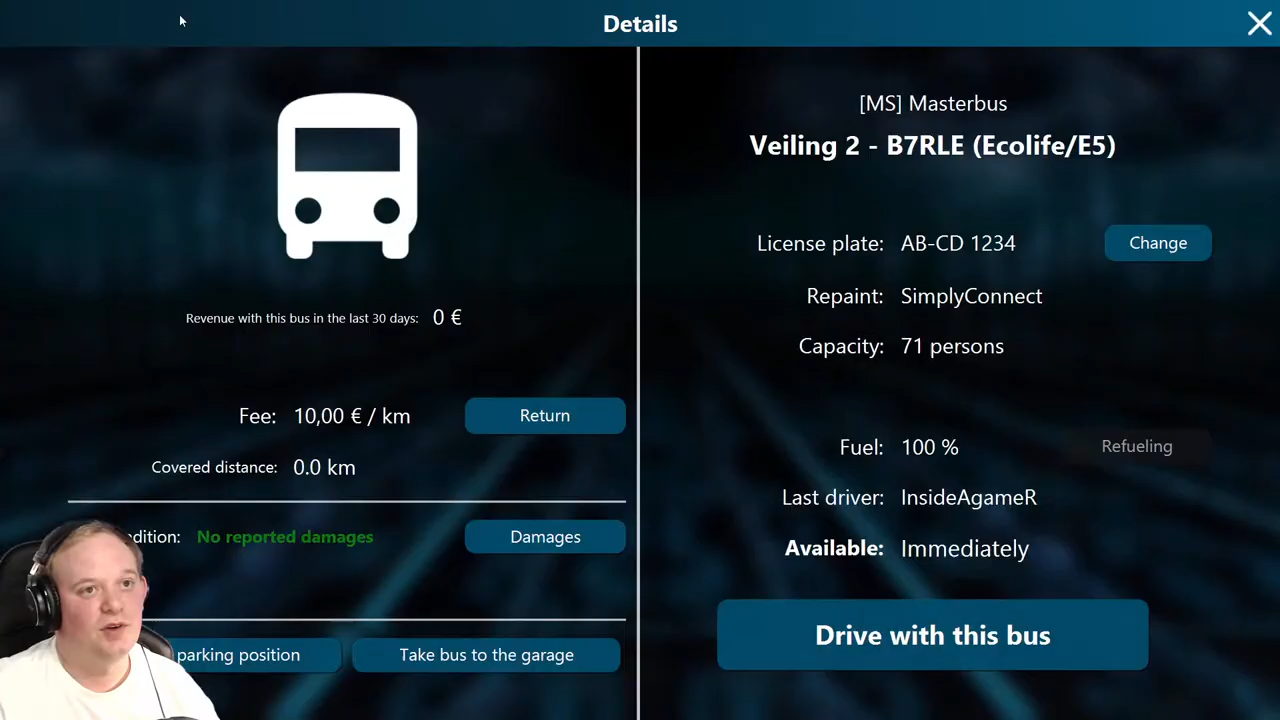 Details
Revenue with this bus in the last 30 days: 0 €
Fee: 10,00 € / km
Return
Covered distance: 0.0 km
ndition: No reported damages
Damages
parking position
Take bus to the garage
[MS] Masterbus
Veiling 2 - B7RLE (Ecolife/E5)
License plate: AB-CD 1234
Change
Repaint: SimplyConnect
Capacity: 71 persons
Fuel: 100 %
Refueling
Last driver: InsideAgameR
Available: Immediately
Drive with this bus